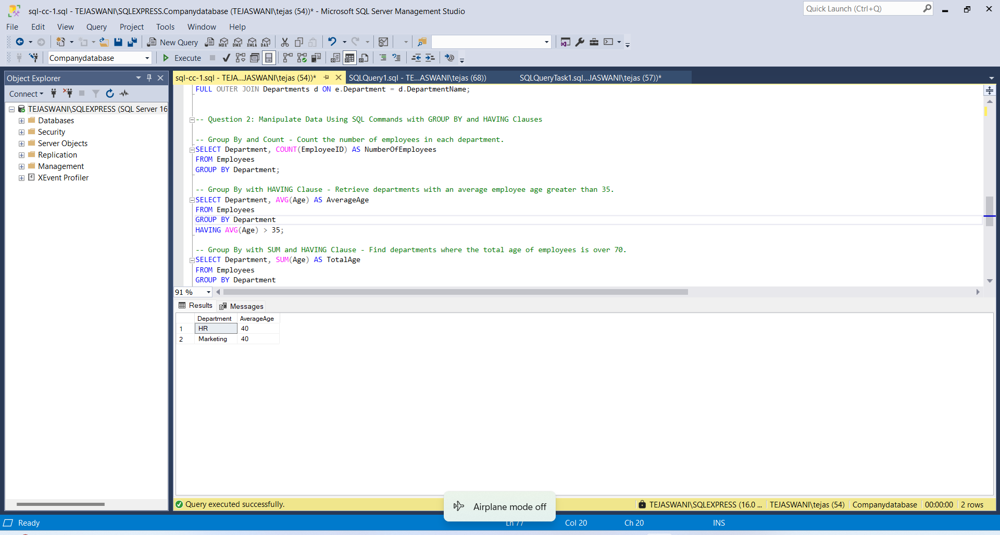 sql-cc-1.sql - TEJASWANI\SQLEXPRESS.Companydatabase (TEJASWANI\tejas (54))* - Microsoft SQL Server Management Studio
Quick Launch (Ctrl+Q)
File Edit View Query Project Tools Window Help
New Query MDX DMX XMLA DAX
Companydatabase Execute
Object Explorer
sql-cc-1.sql - TEJA...JASWANI\tejas (54))* SQLQuery1.sql - TE...ASWANI\tejas (68)) SQLQueryTask1.sql...JASWANI\tejas (57))*
Connect
TEJASWANI\SQLEXPRESS (SQL Server 16
Databases
Security
Server Objects
Replication
Management
XEvent Profiler
FULL OUTER JOIN Departments d ON e.Department = d.DepartmentName;
-- Question 2: Manipulate Data Using SQL Commands with GROUP BY and HAVING Clauses
-- Group By and Count - Count the number of employees in each department.
SELECT Department, COUNT(EmployeeID) AS NumberOfEmployees
FROM Employees
GROUP BY Department;
-- Group By with HAVING Clause - Retrieve departments with an average employee age greater than 35.
SELECT Department, AVG(Age) AS AverageAge
FROM Employees
GROUP BY Department
HAVING AVG(Age) > 35;
-- Group By with SUM and HAVING Clause - Find departments where the total age of employees is over 70.
SELECT Department, SUM(Age) AS TotalAge
FROM Employees
GROUP BY Department
91 %
Results Messages
Department AverageAge
1 HR 40
2 Marketing 40
Query executed successfully.
TEJASWANI\SQLEXPRESS (16.0 ... TEJASWANI\tejas (54) Companydatabase 00:00:00 2 rows
Airplane mode off
Ready Ln 77 Col 20 Ch 20 INS